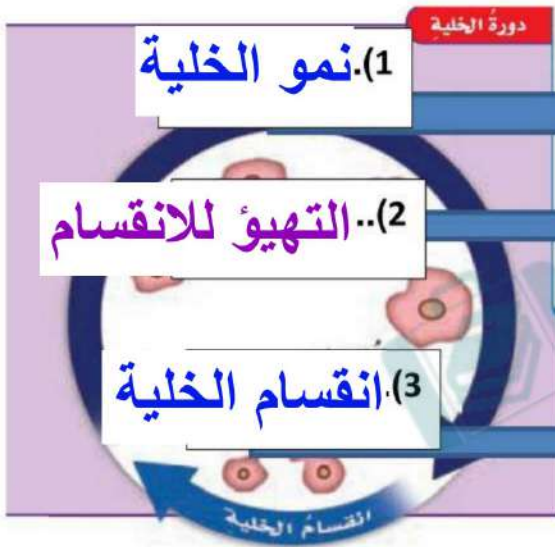 دورةُ الخلية
1).نمو الخلية
2)..التهيؤ للانقسام
3).انقسام الخلية
انقسامُ الخلية